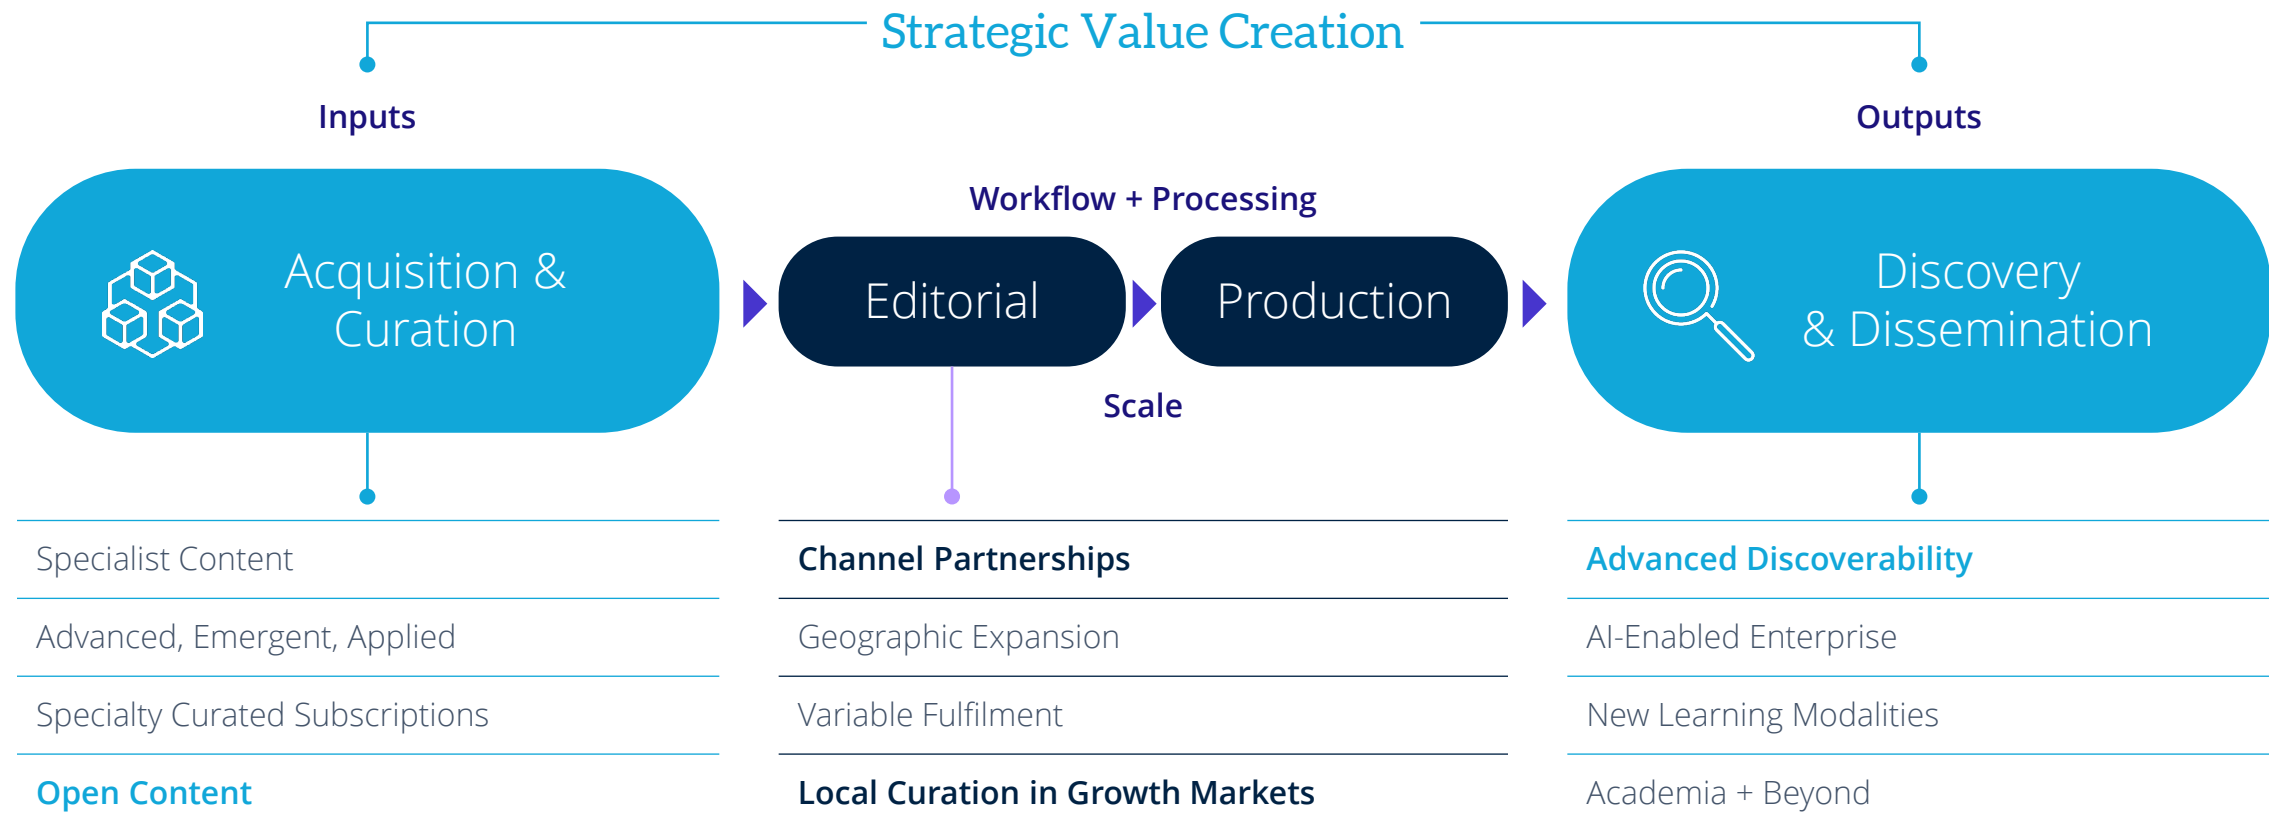 Strategic Value Creation
Inputs
Outputs
Workflow + Processing
Acquisition &
Curation
Editorial
Production
Discovery
& Dissemination
Scale
Specialist Content
Advanced, Emergent, Applied
Specialty Curated Subscriptions
Open Content
Channel Partnerships
Geographic Expansion
Variable Fulfilment
Local Curation in Growth Markets
Advanced Discoverability
AI-Enabled Enterprise
New Learning Modalities
Academia + Beyond